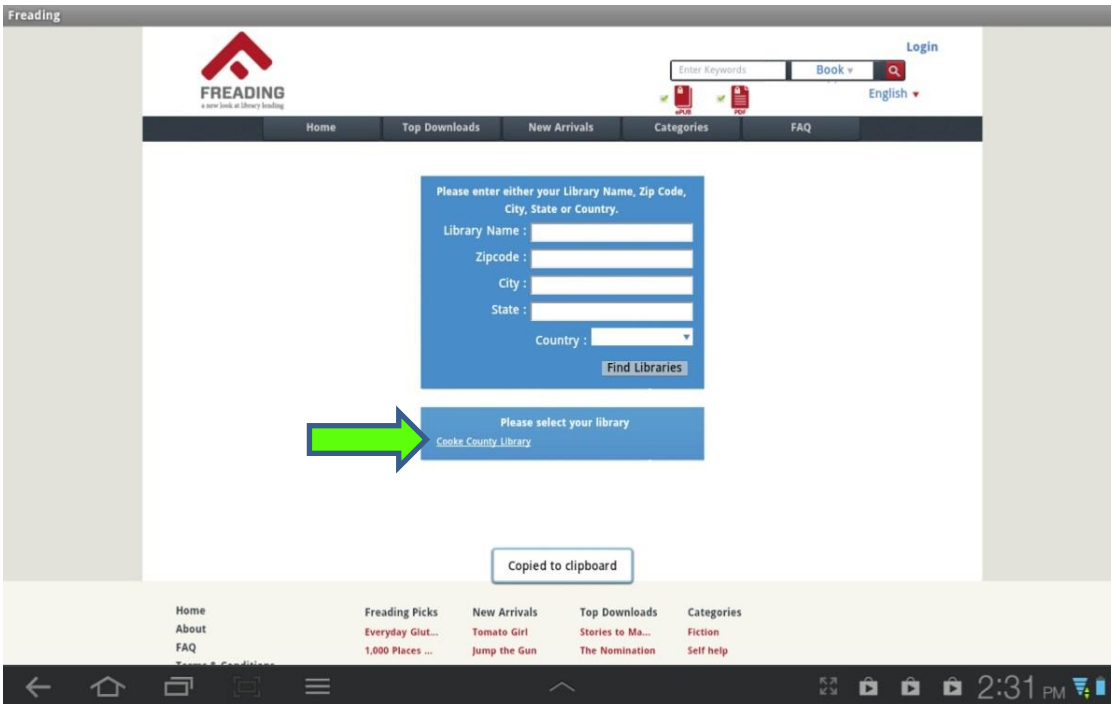 Freading
Login
Enter Keywords
Book
FREADING
a new look at library lending
ePUB
PDF
English
Home Top Downloads New Arrivals Categories FAQ
Please enter either your Library Name, Zip Code,
City, State or Country.
Library Name :
Zipcode :
City :
State :
Country :
Find Libraries
Please select your library
Cooke County Library
Copied to clipboard
Home Freading Picks New Arrivals Top Downloads Categories
About Everyday Glut... Tomato Girl Stories to Ma... Fiction
FAQ 1,000 Places ... Jump the Gun The Nomination Self help
Terms & Conditions
2:31 PM